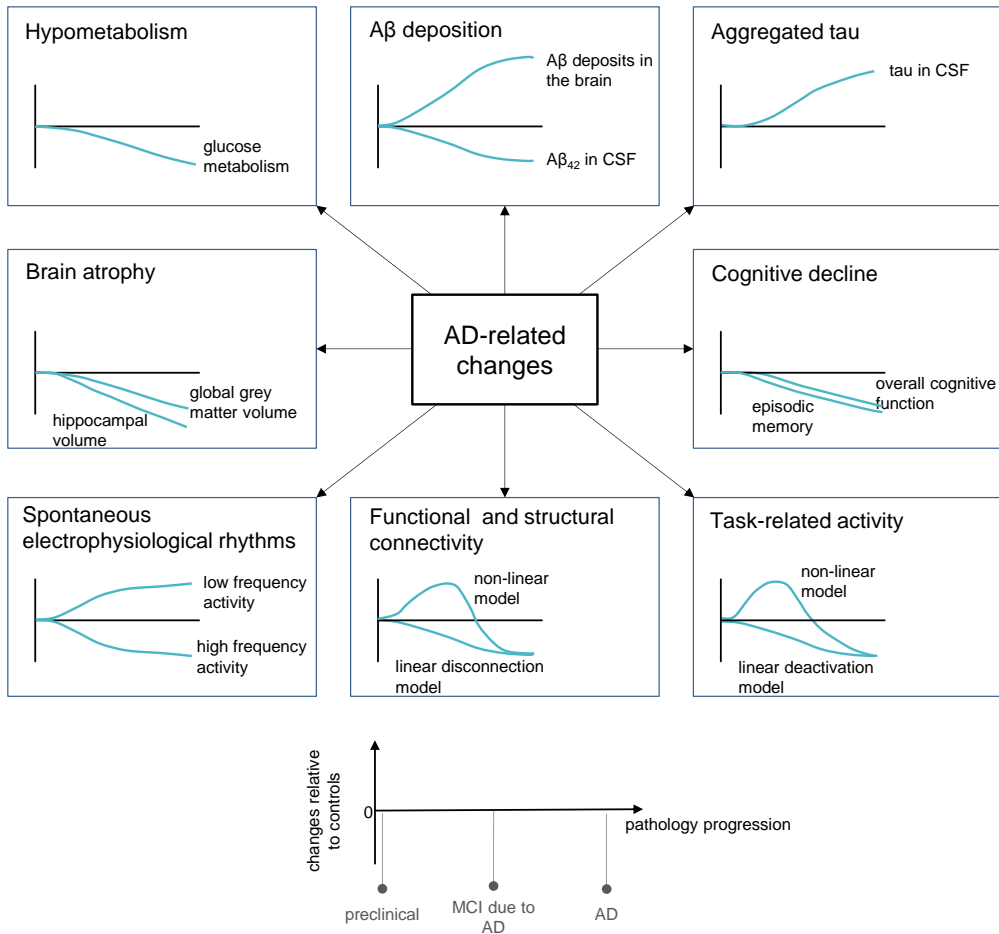 Hypometabolism
glucose
metabolism
Aβ deposition
Aβ deposits in
the brain
Aβ₄₂ in CSF
Aggregated tau
tau in CSF
Brain atrophy
global grey
matter volume
hippocampal
volume
AD-related
changes
Cognitive decline
overall cognitive
function
episodic
memory
Spontaneous
electrophysiological rhythms
low frequency
activity
high frequency
activity
Functional and structural
connectivity
non-linear
model
linear disconnection
model
Task-related activity
non-linear
model
linear deactivation
model
changes relative
to controls
0
pathology progression
preclinical
MCI due to
AD
AD